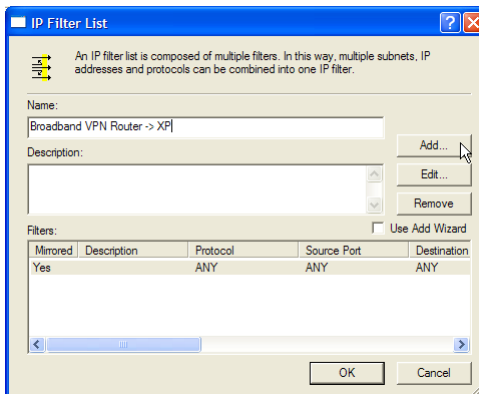 IP Filter List
An IP filter list is composed of multiple filters. In this way, multiple subnets, IP
addresses and protocols can be combined into one IP filter.
Name:
Broadband VPN Router -> XP
Add...
Description:
Edit...
Remove
Filters:
Use Add Wizard
Mirrored Description Protocol Source Port Destination
Yes ANY ANY ANY
OK Cancel